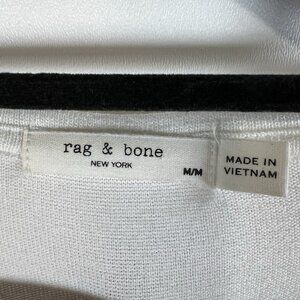 rag & bone
NEW YORK
M/M
MADE IN
VIETNAM